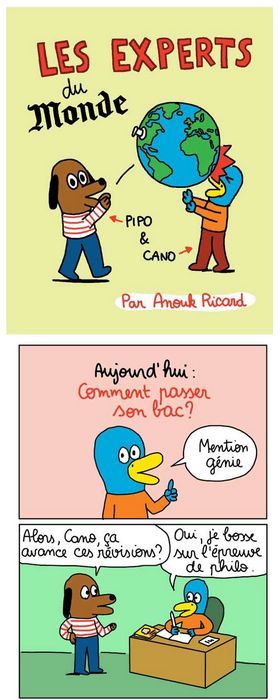 LES EXPERTS
du
Monde
PIPO
&
CANO
Par Anouk Ricard
Aujourd'hui :
Comment passer
son bac?
Mention
génie
Alors, Cano, ça
avance ces révisions?
Oui, je bosse
sur l'épreuve
de philo.